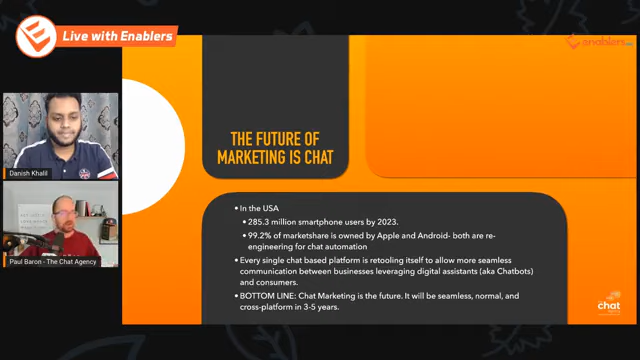 Live with Enablers
enablers
THE FUTURE OF
MARKETING IS CHAT
• In the USA
• 285.3 million smartphone users by 2023.
• 99.2% of marketshare is owned by Apple and Android- both are re-
engineering for chat automation
• Every single chat based platform is retooling itself to allow more seamless
communication between businesses leveraging digital assistants (aka Chatbots)
and consumers.
• BOTTOM LINE: Chat Marketing is the future. It will be seamless, normal, and
cross-platform in 3-5 years.
Danish Khalil
Paul Baron - The Chat Agency
chat